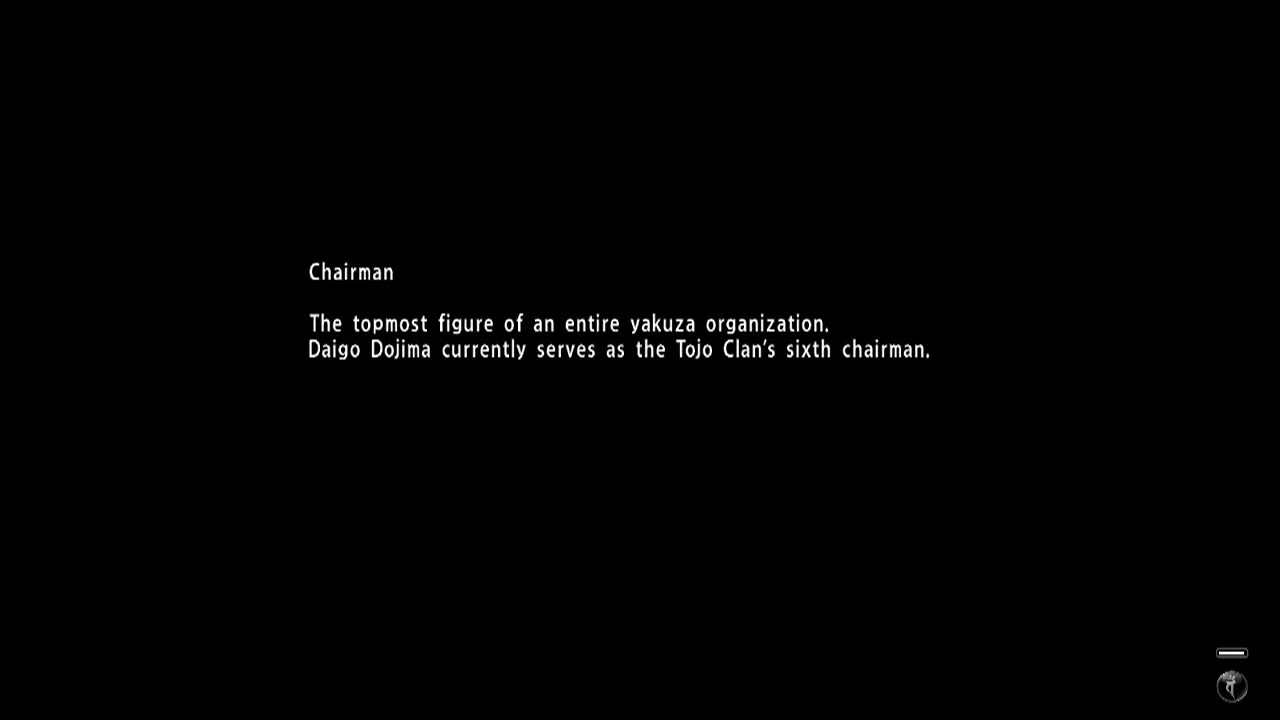 Chairman
The topmost figure of an entire yakuza organization.
Daigo Dojima currently serves as the Tojo Clan's sixth chairman.